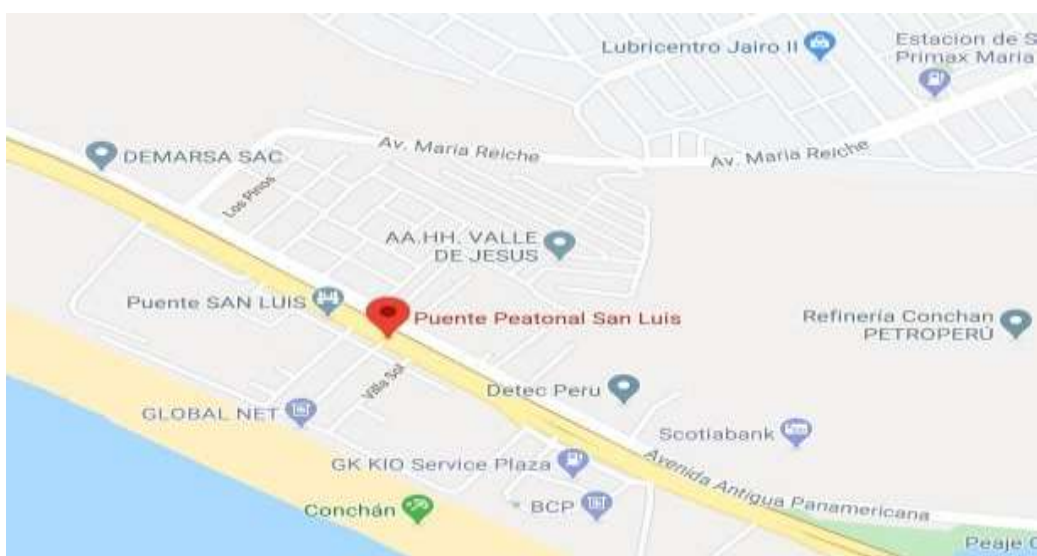 Lubricentro Jairo II
Estacion de S
Primax Maria
Av. Maria Reiche
Av. Maria Reiche
DEMARSA SAC
Los Pinos
AA.HH. VALLE
DE JESUS
Puente SAN LUIS
Puente Peatonal San Luis
Refinería Conchan
PETROPERÚ
Villa Sol
Detec Peru
GLOBAL NET
Scotiabank
GK KIO Service Plaza
Avenida Antigua Panamericana
Conchán
BCP
Peaje C